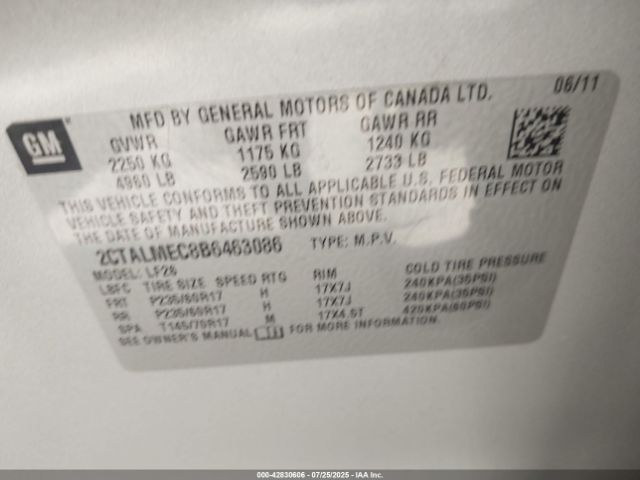 GM
MFD BY GENERAL MOTORS OF CANADA LTD. 06/11
GVWR GAWR FRT GAWR RR
2250 KG 1175 KG 1240 KG
4960 LB 2590 LB 2733 LB
THIS VEHICLE CONFORMS TO ALL APPLICABLE U.S. FEDERAL MOTOR
VEHICLE SAFETY AND THEFT PREVENTION STANDARDS IN EFFECT ON
THE DATE OF MANUFACTURE SHOWN ABOVE.
2CTALMEC8B6463086 TYPE: M.P.V.
MODEL: LF26
LBFC TIRE SIZE SPEED RTG RIM COLD TIRE PRESSURE
FRT P235/60R17 H 17X7J 240KPA(35PSI)
RR P235/60R17 H 17X7J 240KPA(35PSI)
SPA T145/70R17 M 17X4.5T 420KPA(60PSI)
SEE OWNER'S MANUAL FOR MORE INFORMATION.
000-42830606 - 07/25/2025 - IAAI, Inc.